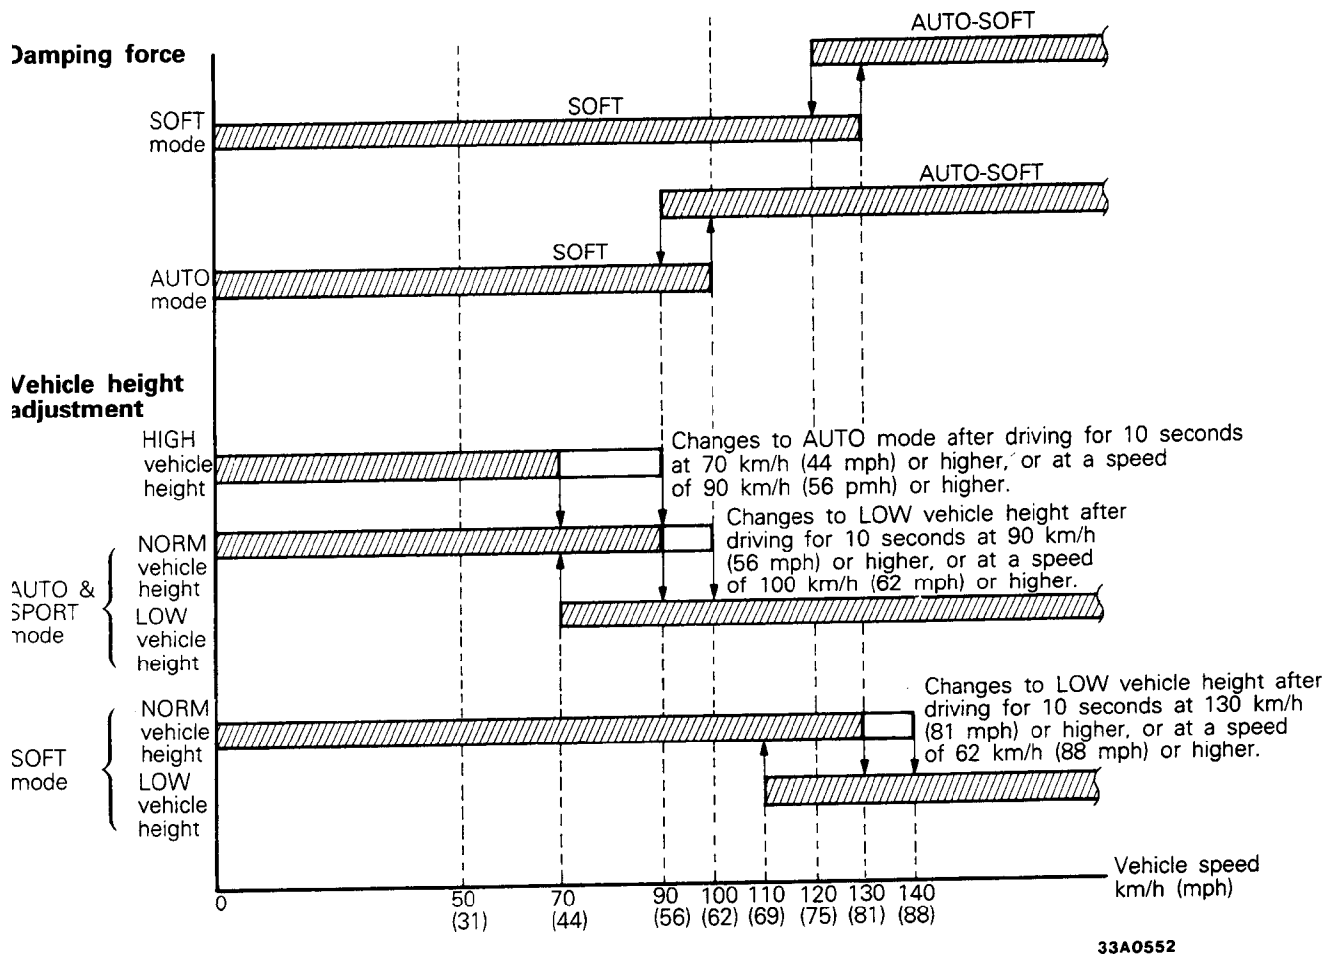 AUTO-SOFT
Damping force
SOFT
SOFT
mode
AUTO-SOFT
SOFT
AUTO
mode
Vehicle height
adjustment
HIGH
vehicle
height
Changes to AUTO mode after driving for 10 seconds
at 70 km/h (44 mph) or higher, or at a speed
of 90 km/h (56 pmh) or higher.
AUTO &
SPORT
mode
NORM
vehicle
height
LOW
vehicle
height
Changes to LOW vehicle height after
driving for 10 seconds at 90 km/h
(56 mph) or higher, or at a speed
of 100 km/h (62 mph) or higher.
SOFT
mode
NORM
vehicle
height
LOW
vehicle
height
Changes to LOW vehicle height after
driving for 10 seconds at 130 km/h
(81 mph) or higher, or at a speed
of 62 km/h (88 mph) or higher.
Vehicle speed
km/h (mph)
0 50 70 90 100 110 120 130 140
(31) (44) (56) (62) (69) (75) (81) (88)
33A0552